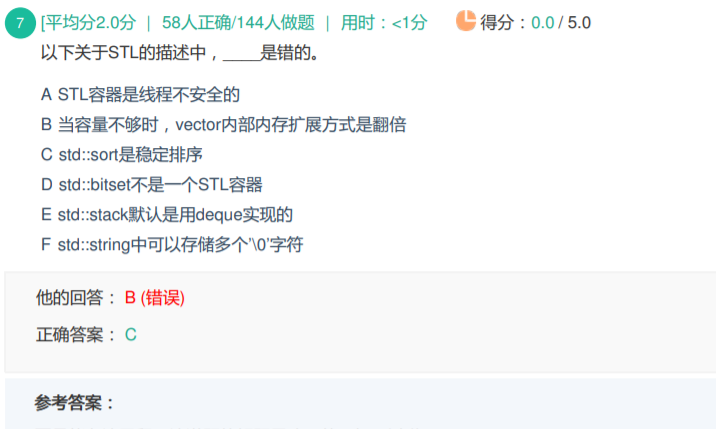 7 [平均分2.0分 | 58人正确/144人做题 | 用时：<1分 得分：0.0 / 5.0
以下关于STL的描述中，____是错的。
A STL容器是线程不安全的
B 当容量不够时，vector内部内存扩展方式是翻倍
C std::sort是稳定排序
D std::bitset不是一个STL容器
E std::stack默认是用deque实现的
F std::string中可以存储多个'\0'字符
他的回答： B (错误)
正确答案： C
参考答案：